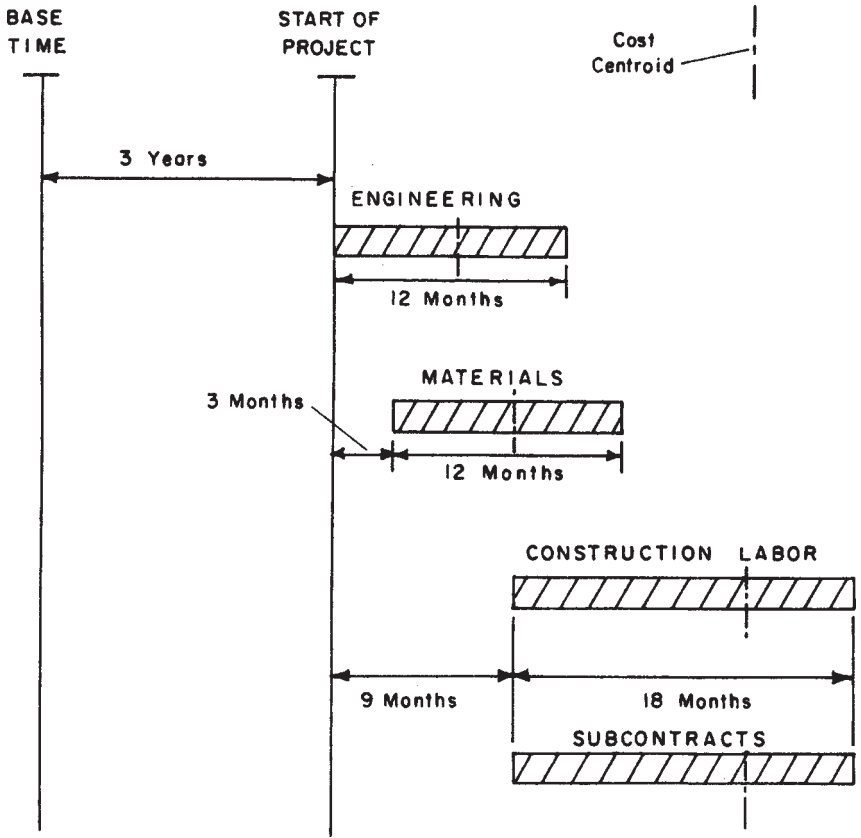 BASE
TIME
START OF
PROJECT
Cost
Centroid
3 Years
ENGINEERING
12 Months
MATERIALS
3 Months
12 Months
CONSTRUCTION LABOR
9 Months
18 Months
SUBCONTRACTS